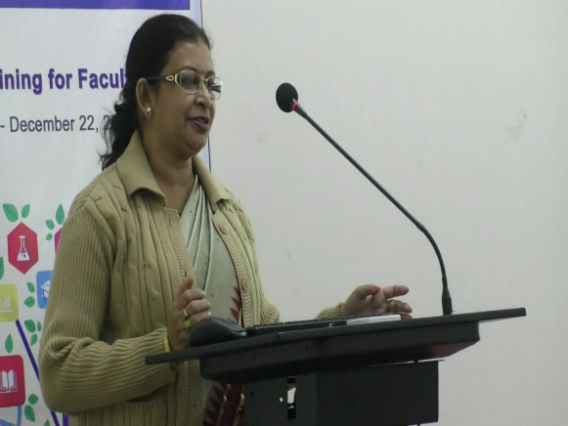 ining for Facul
- December 22,